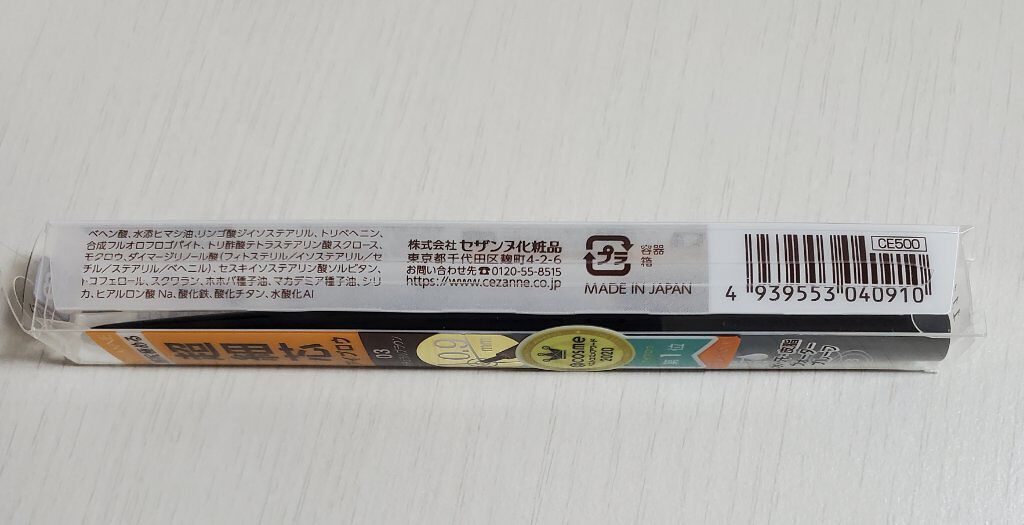 ベヘン酸、水添ヒマシ油、リンゴ酸ジイソステアリル、トリベヘニン、
合成フルオロフロゴパイト、トリ酢酸テトラステアリン酸スクロース、
モクロウ、ダイマージリノール酸(フィトステリル/イソステアリル/セ
チル/ステアリル/ベヘニル)、セスキイソステアリン酸ソルビタン、
トコフェロール、スクワラン、ホホバ種子油、マカデミア種子油、シリ
カ、ヒアルロン酸 Na、酸化鉄、酸化チタン、水酸化Al
株式会社 セザンヌ化粧品
東京都千代田区麹町4-2-6
お問い合わせ先☎0120-55-8515
https://www.cezanne.co.jp
プラ
容器
箱
MADE IN JAPAN
CE500
4 939553 040910
超細芯
03
0.9
mm
@cosme
2020
第1位